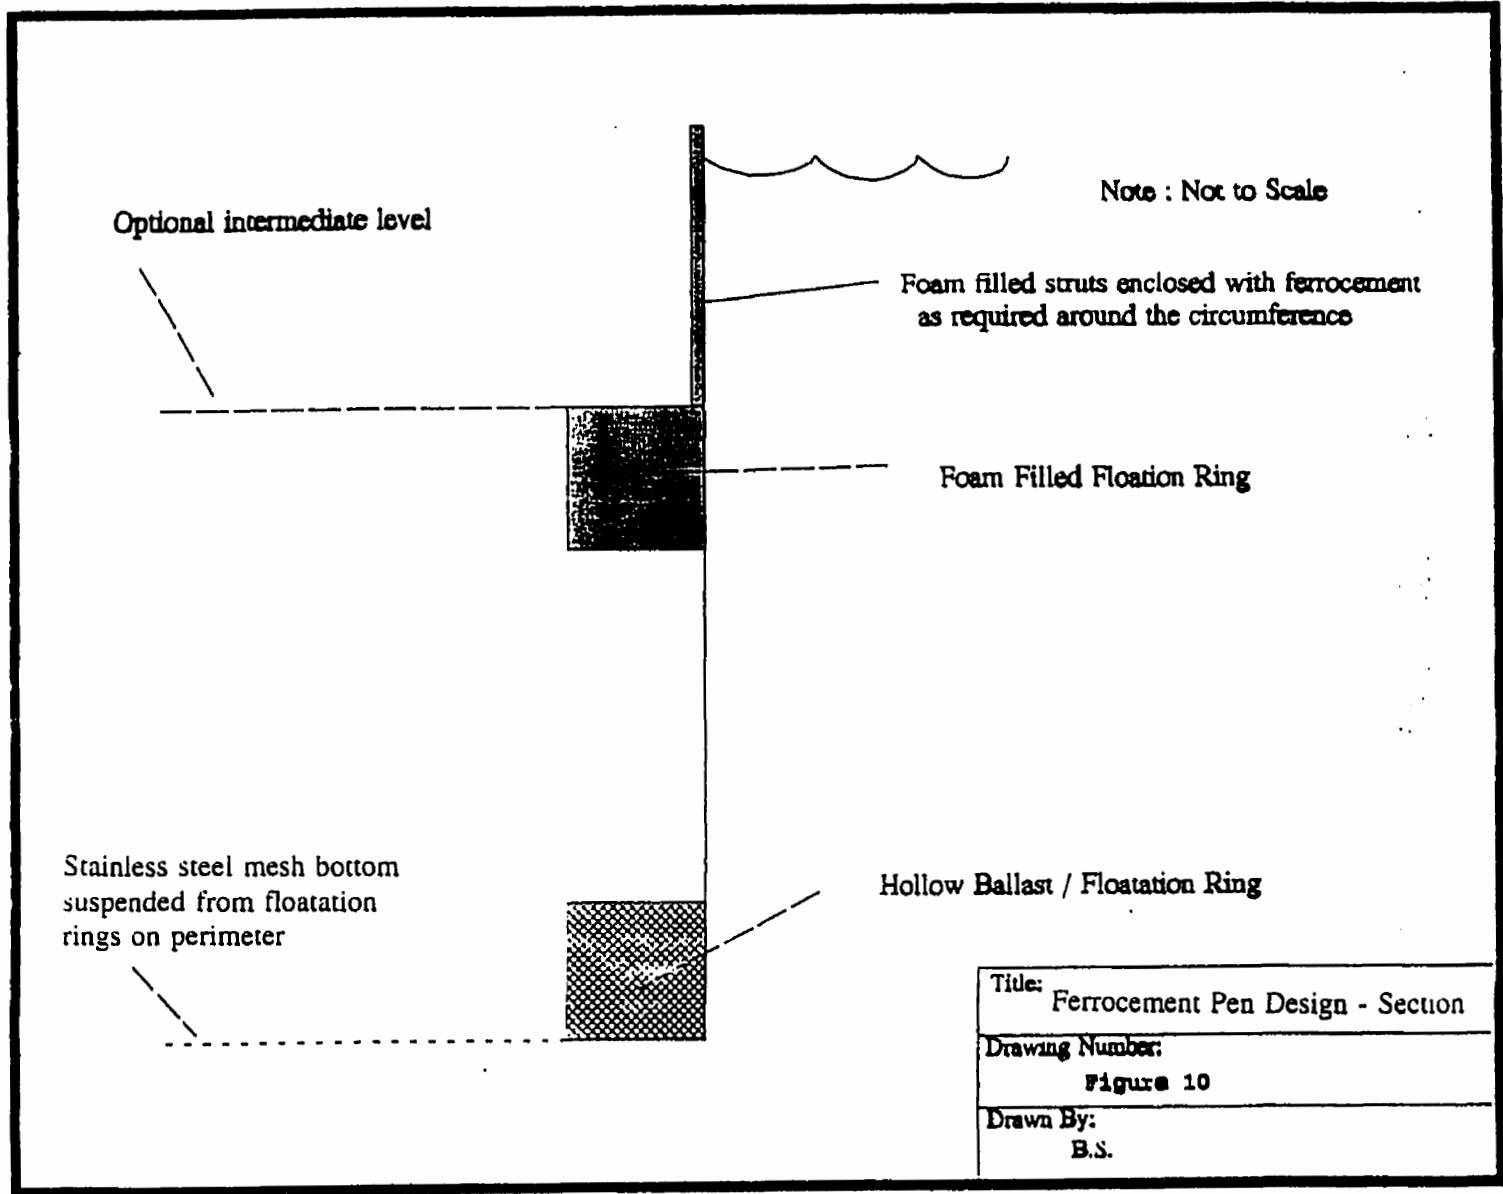 Note : Not to Scale
Optional intermediate level
Foam filled struts enclosed with ferrocement
as required around the circumference
Foam Filled Floation Ring
Stainless steel mesh bottom
suspended from floatation
rings on perimeter
Hollow Ballast / Floatation Ring
Title:
Ferrocement Pen Design - Section
Drawing Number:
Figure 10
Drawn By:
B.S.